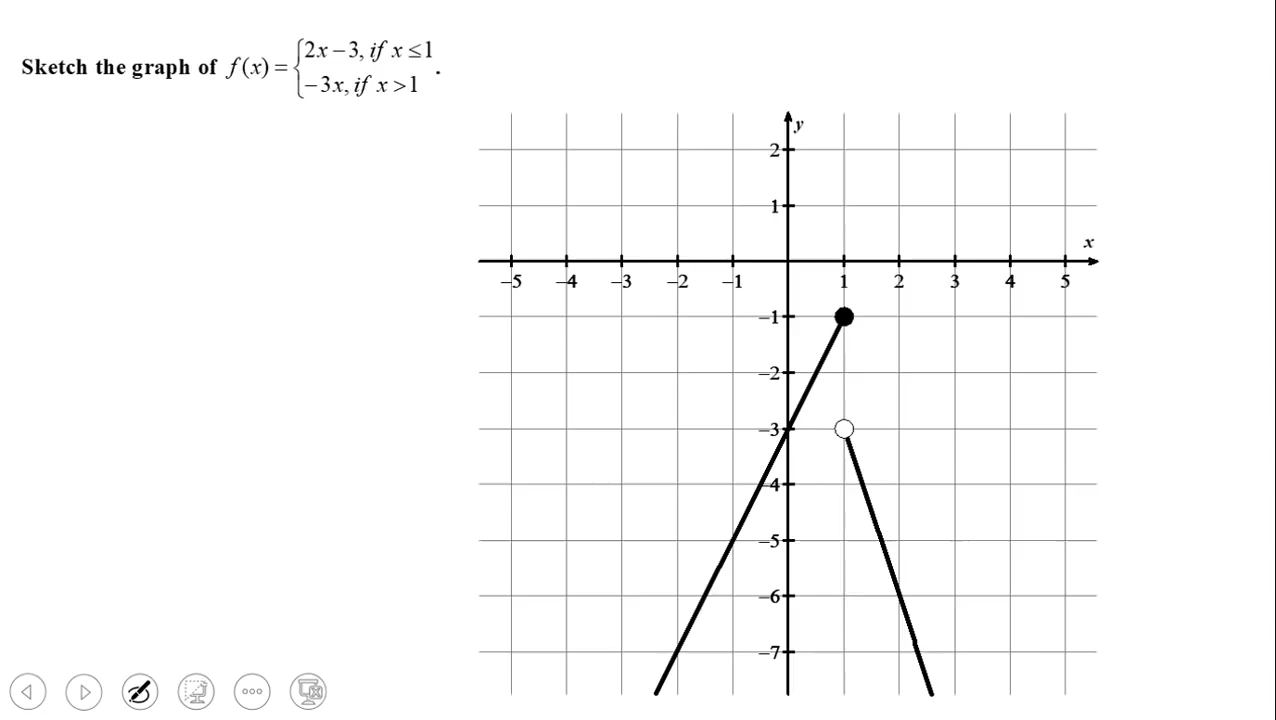 Sketch the graph of f(x) = {2x − 3, if x ≤ 1
−3x, if x > 1 .
y
2
1
x
−5 −4 −3 −2 −1 1 2 3 4 5
−1
−2
−3
−4
−5
−6
−7